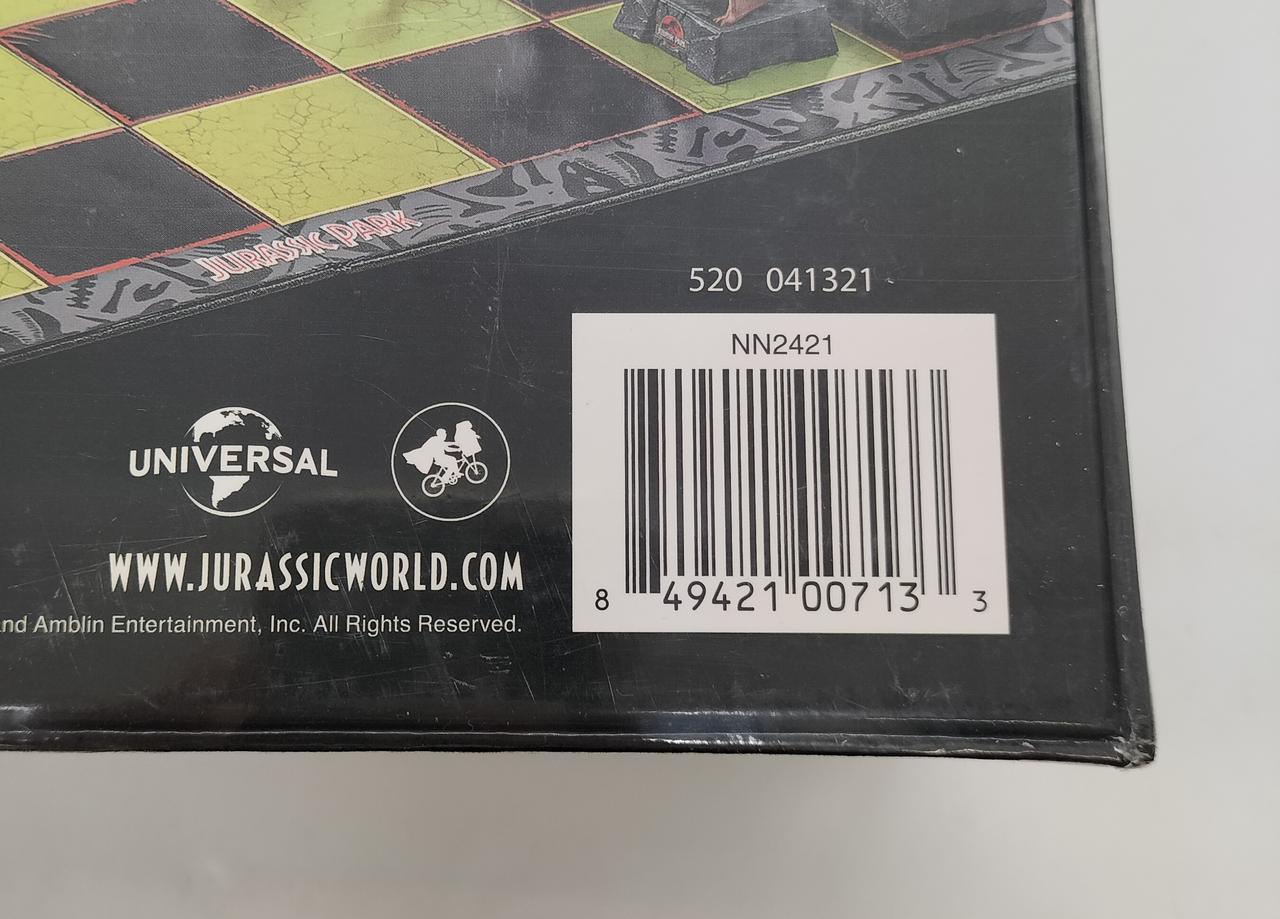 JURASSIC PARK
520 041321
NN2421
8 49421 00713 3
UNIVERSAL
WWW.JURASSICWORLD.COM
Amblin Entertainment, Inc. All Rights Reserved.